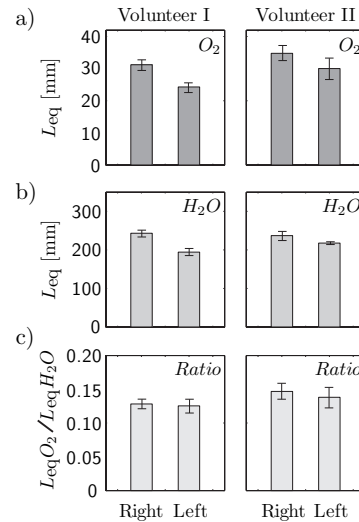 Volunteer I Volunteer II
a)
Leq [mm]
40
30
20
10
0
O₂
O₂
b)
Leq [mm]
300
200
100
0
H₂O
H₂O
c)
LeqO₂/LeqH₂O
0.20
0.15
0.10
0.05
0
Ratio
Ratio
Right Left Right Left